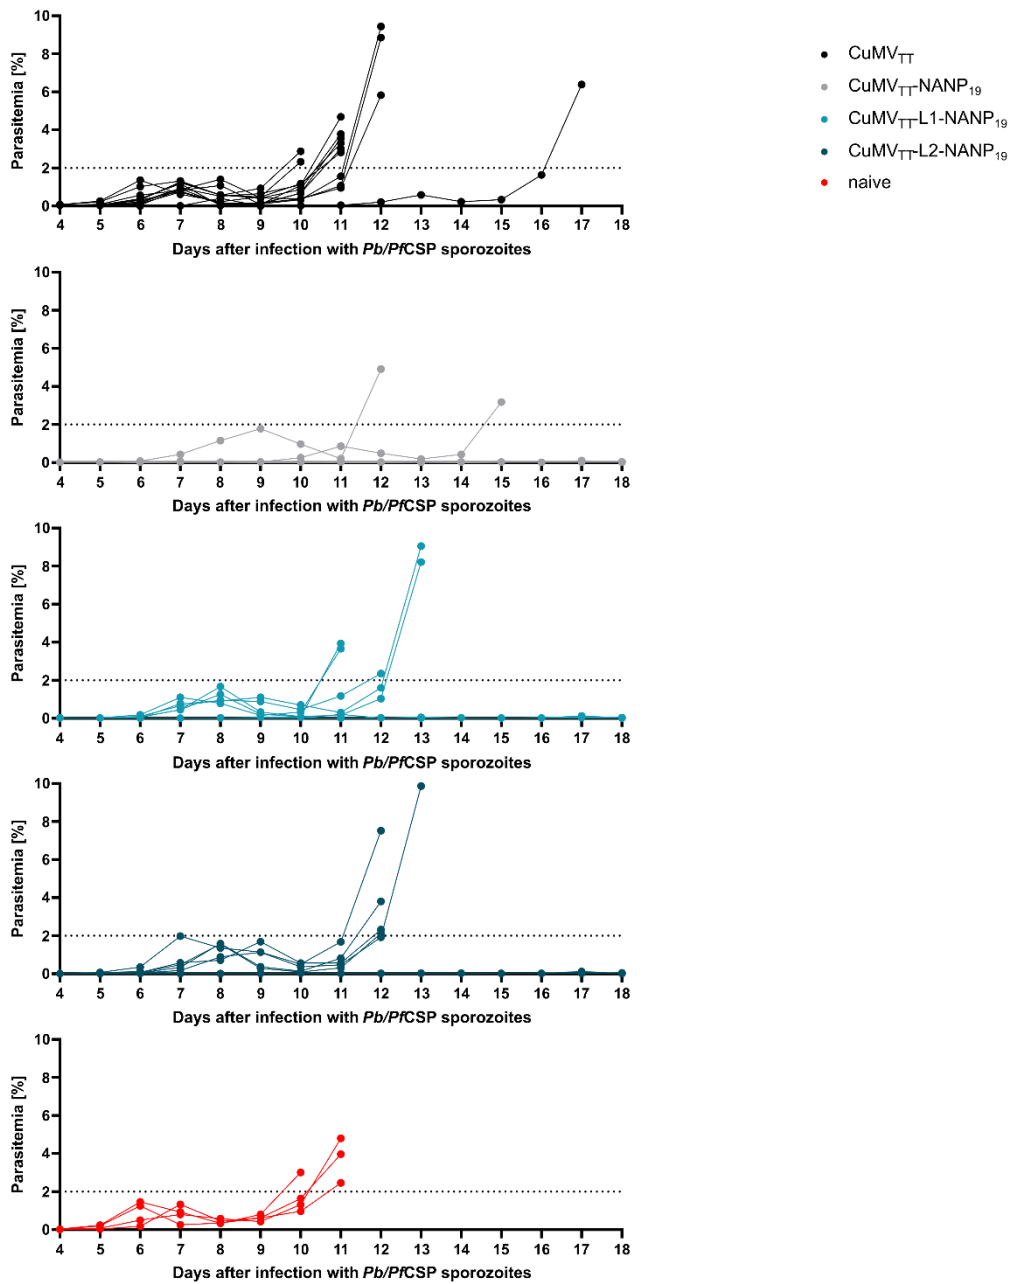 Parasitemia [%]
10
8
6
4
2
0
4 5 6 7 8 9 10 11 12 13 14 15 16 17 18
Days after infection with Pb/PfCSP sporozoites
CuMVTT
CuMVTT-NANP19
CuMVTT-L1-NANP19
CuMVTT-L2-NANP19
naive
Parasitemia [%]
10
8
6
4
2
0
4 5 6 7 8 9 10 11 12 13 14 15 16 17 18
Days after infection with Pb/PfCSP sporozoites
Parasitemia [%]
10
8
6
4
2
0
4 5 6 7 8 9 10 11 12 13 14 15 16 17 18
Days after infection with Pb/PfCSP sporozoites
Parasitemia [%]
10
8
6
4
2
0
4 5 6 7 8 9 10 11 12 13 14 15 16 17 18
Days after infection with Pb/PfCSP sporozoites
Parasitemia [%]
10
8
6
4
2
0
4 5 6 7 8 9 10 11 12 13 14 15 16 17 18
Days after infection with Pb/PfCSP sporozoites